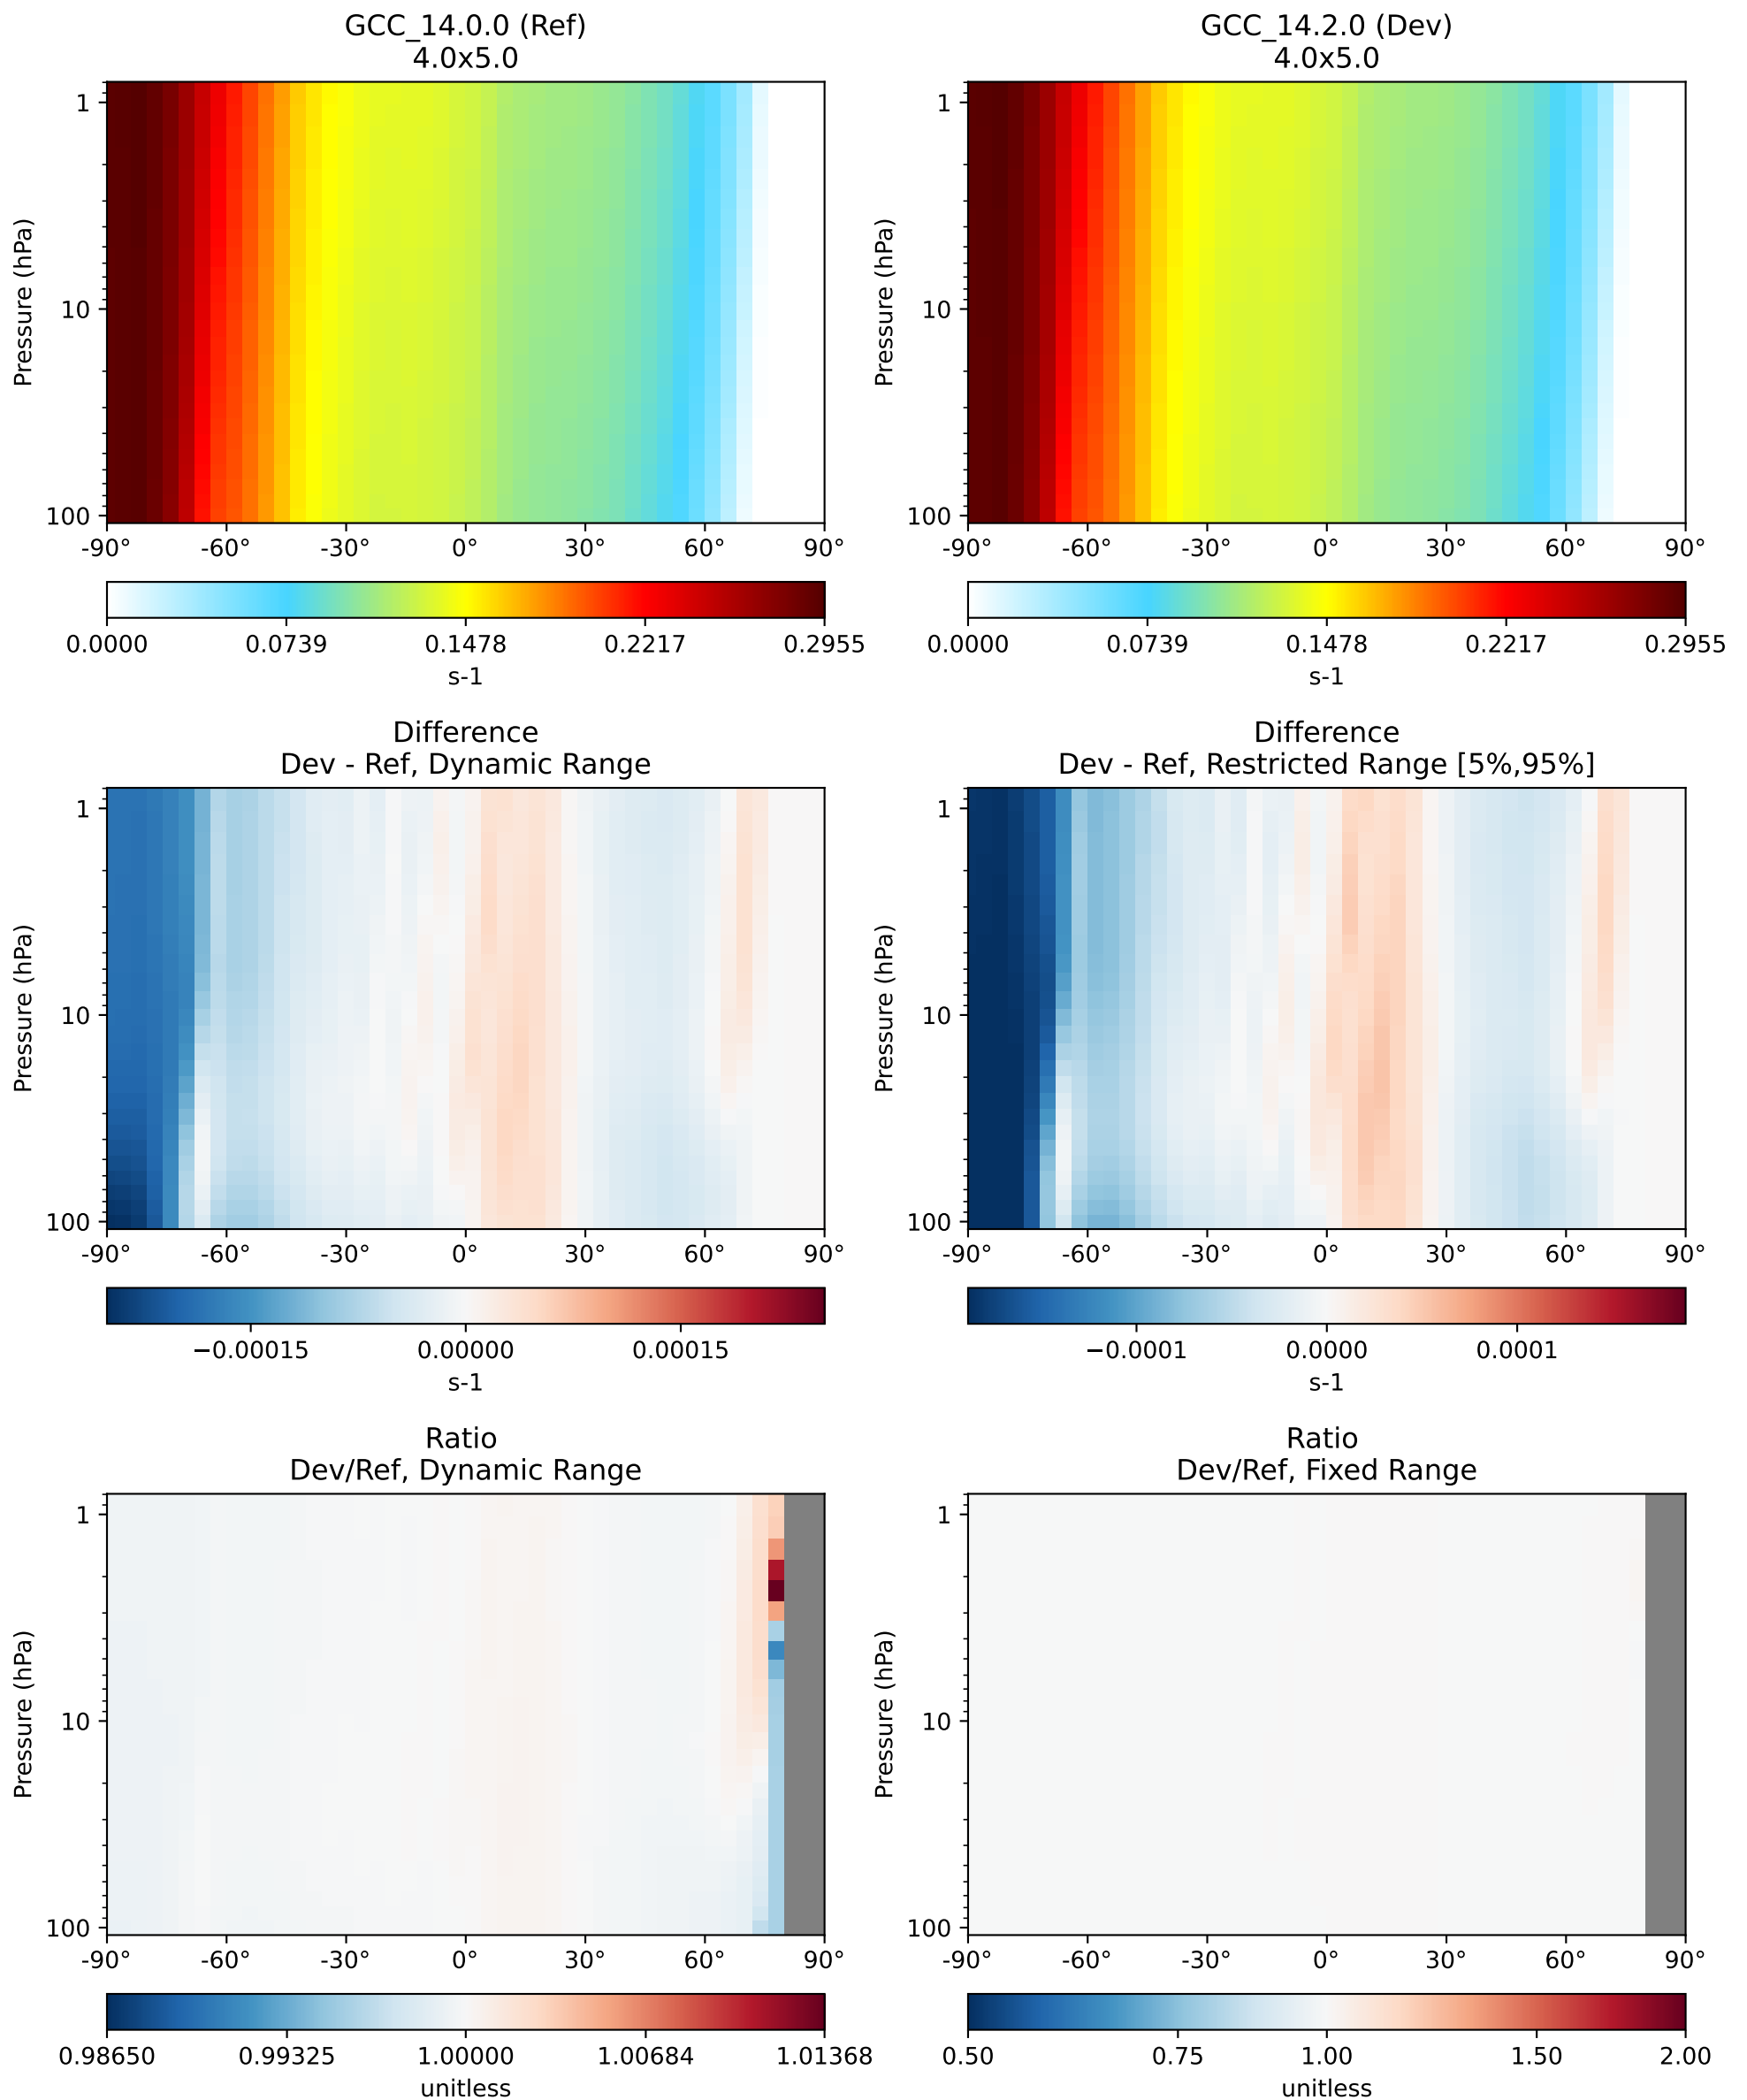 GCC_14.0.0 (Ref)
4.0x5.0
Pressure (hPa)
1
10
100
-90° -60° -30° 0° 30° 60° 90°
0.0000 0.0739 0.1478 0.2217 0.2955
s-1
GCC_14.2.0 (Dev)
4.0x5.0
Pressure (hPa)
1
10
100
-90° -60° -30° 0° 30° 60° 90°
0.0000 0.0739 0.1478 0.2217 0.2955
s-1
Difference
Dev - Ref, Dynamic Range
Pressure (hPa)
1
10
100
-90° -60° -30° 0° 30° 60° 90°
−0.00015 0.00000 0.00015
s-1
Difference
Dev - Ref, Restricted Range [5%,95%]
Pressure (hPa)
1
10
100
-90° -60° -30° 0° 30° 60° 90°
−0.0001 0.0000 0.0001
s-1
Ratio
Dev/Ref, Dynamic Range
Pressure (hPa)
1
10
100
-90° -60° -30° 0° 30° 60° 90°
0.98650 0.99325 1.00000 1.00684 1.01368
unitless
Ratio
Dev/Ref, Fixed Range
Pressure (hPa)
1
10
100
-90° -60° -30° 0° 30° 60° 90°
0.50 0.75 1.00 1.50 2.00
unitless